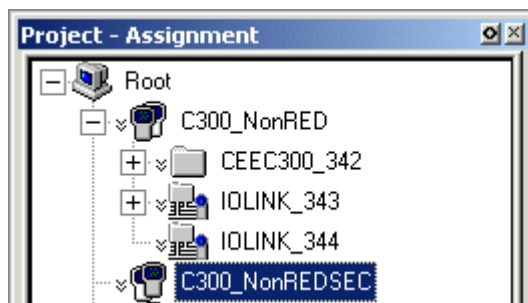 Project - Assignment
Root
C300_NonRED
CEEC300_342
IOLINK_343
IOLINK_344
C300_NonREDSEC